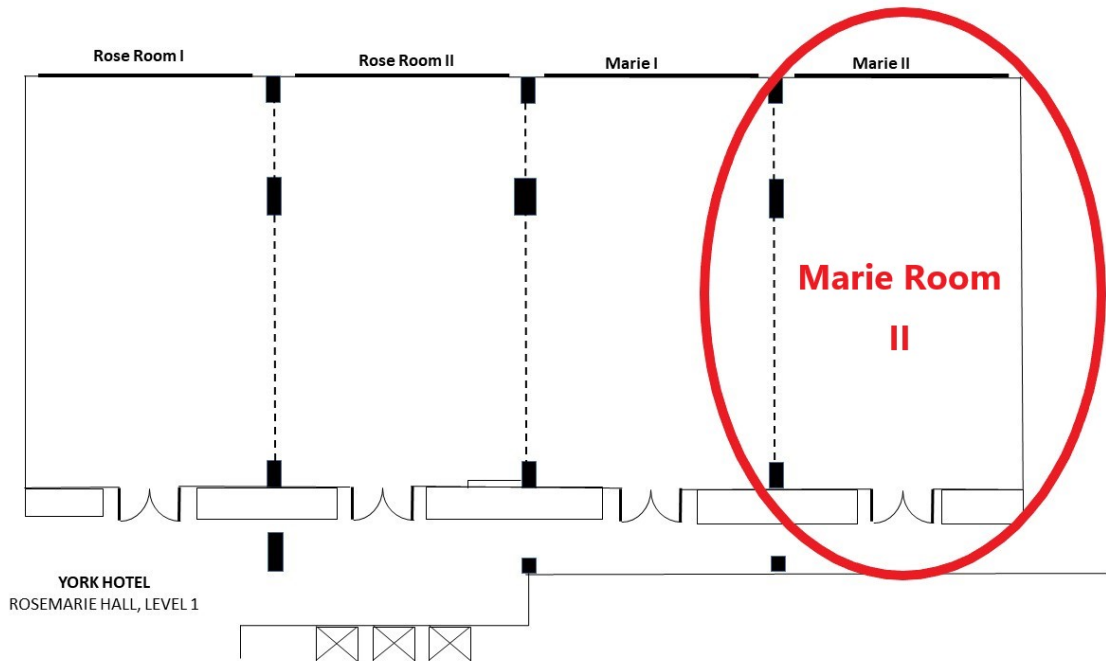 Rose Room I
Rose Room II
Marie I
Marie II
Marie Room
II
YORK HOTEL
ROSEMARIE HALL, LEVEL 1